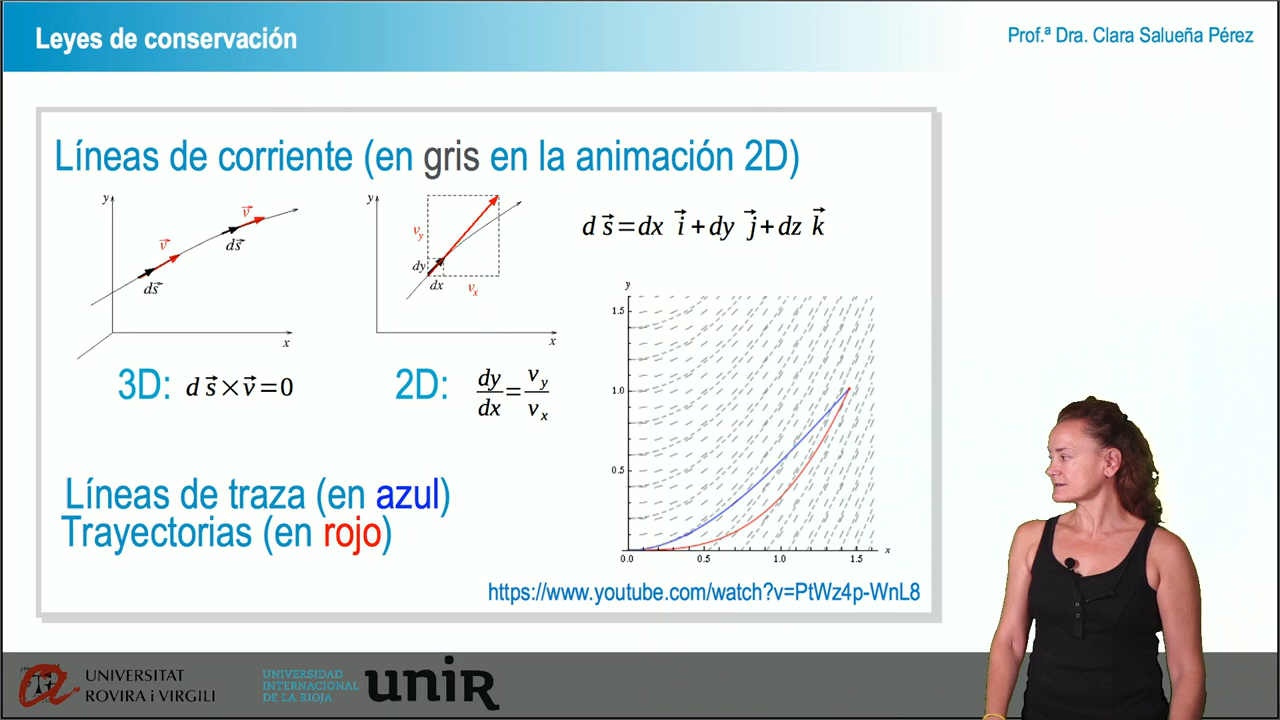 Leyes de conservación
Prof.ª Dra. Clara Salueña Pérez
Líneas de corriente (en gris en la animación 2D)
y
v⃗
v⃗
ds⃗
ds⃗
x
y
v_y
dy
dx
v_x
x
d s⃗=dx i⃗+dy j⃗+dz k⃗
3D: d s⃗×v⃗=0
2D: dy/dx=v_y/v_x
y
1.5
1.0
0.5
0.0 0.5 1.0 1.5 x
Líneas de traza (en azul)
Trayectorias (en rojo)
https://www.youtube.com/watch?v=PtWz4p-WnL8
UNIVERSITAT
ROVIRA i VIRGILI
UNIVERSIDAD
INTERNACIONAL
DE LA RIOJA
unir